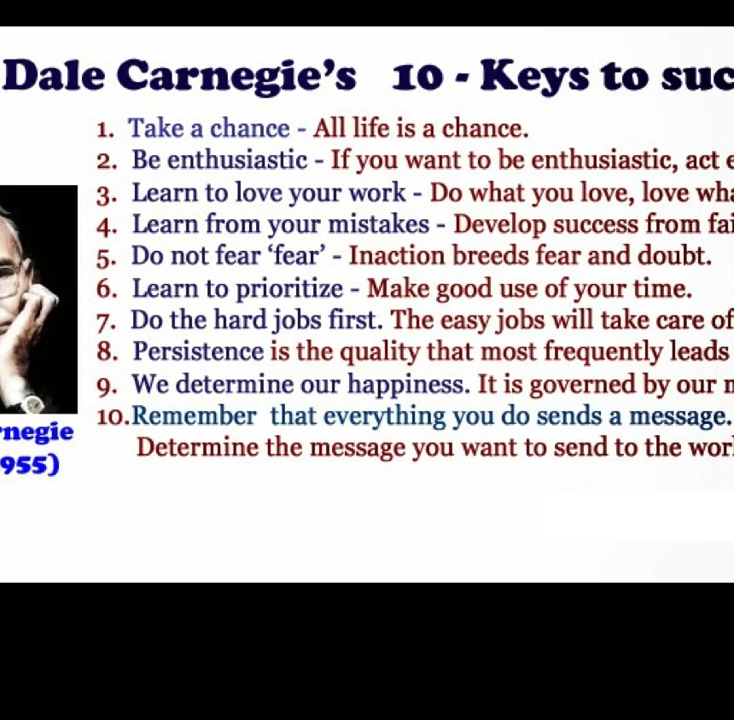 Dale Carnegie's 10 - Keys to suc
1. Take a chance - All life is a chance.
2. Be enthusiastic - If you want to be enthusiastic, act e
3. Learn to love your work - Do what you love, love wha
4. Learn from your mistakes - Develop success from fai
5. Do not fear 'fear' - Inaction breeds fear and doubt.
6. Learn to prioritize - Make good use of your time.
7. Do the hard jobs first. The easy jobs will take care of
8. Persistence is the quality that most frequently leads
9. We determine our happiness. It is governed by our m
10.Remember that everything you do sends a message.
Determine the message you want to send to the worl
rnegie
955)